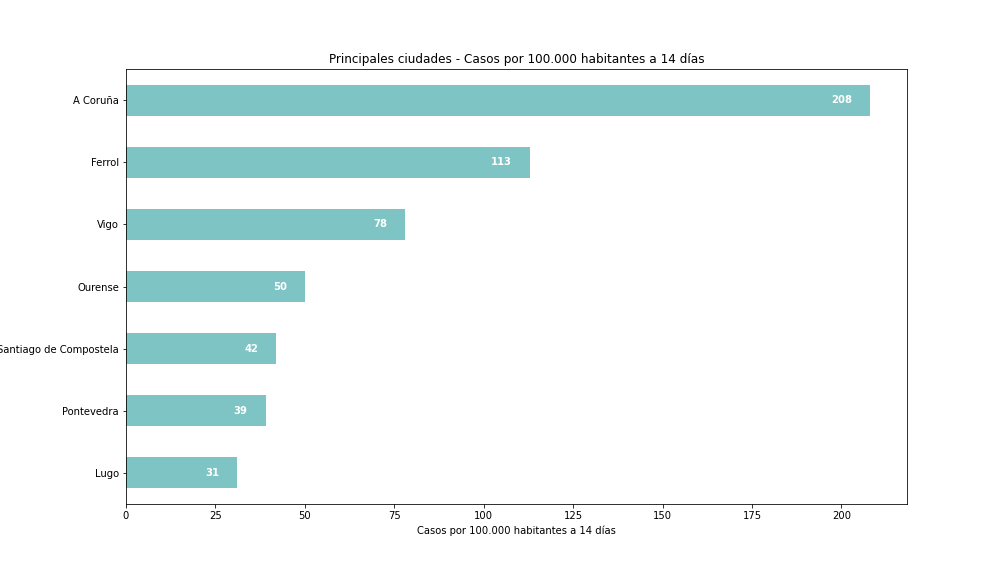 Principales ciudades - Casos por 100.000 habitantes a 14 días
A Coruña 208
Ferrol 113
Vigo 78
Ourense 50
Santiago de Compostela 42
Pontevedra 39
Lugo 31
0 25 50 75 100 125 150 175 200
Casos por 100.000 habitantes a 14 días